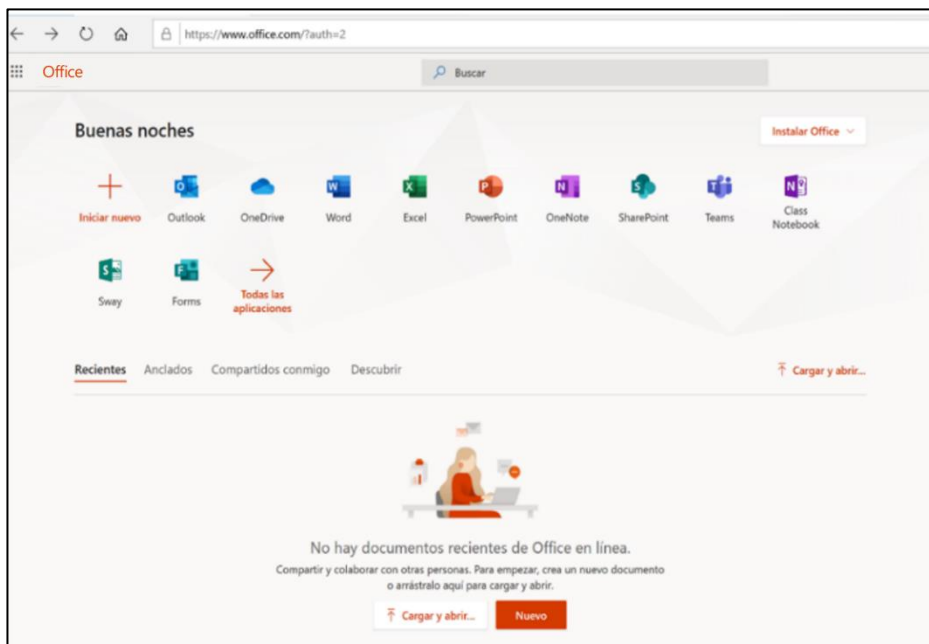 https://www.office.com/?auth=2
Office
Buscar
Buenas noches
Instalar Office
Iniciar nuevo
Outlook
OneDrive
Word
Excel
PowerPoint
OneNote
SharePoint
Teams
Class
Notebook
Sway
Forms
Todas las
aplicaciones
Recientes Anclados Compartidos conmigo Descubrir
Cargar y abrir...
No hay documentos recientes de Office en línea.
Compartir y colaborar con otras personas. Para empezar, crea un nuevo documento
o arrástralo aquí para cargar y abrir.
Cargar y abrir... Nuevo